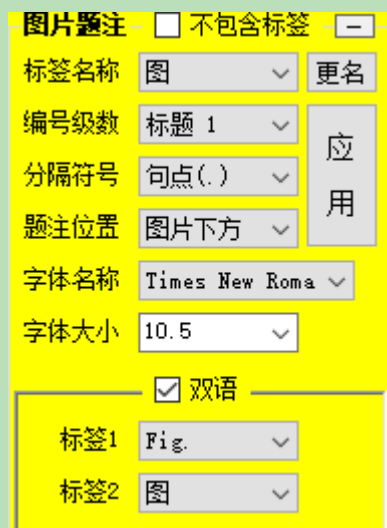 图片题注 不包含标签
标签名称 图 更名
编号级数 标题 1
应用
分隔符号 句点(.)
题注位置 图片下方
字体名称 Times New Roma
字体大小 10.5
双语
标签1 Fig.
标签2 图